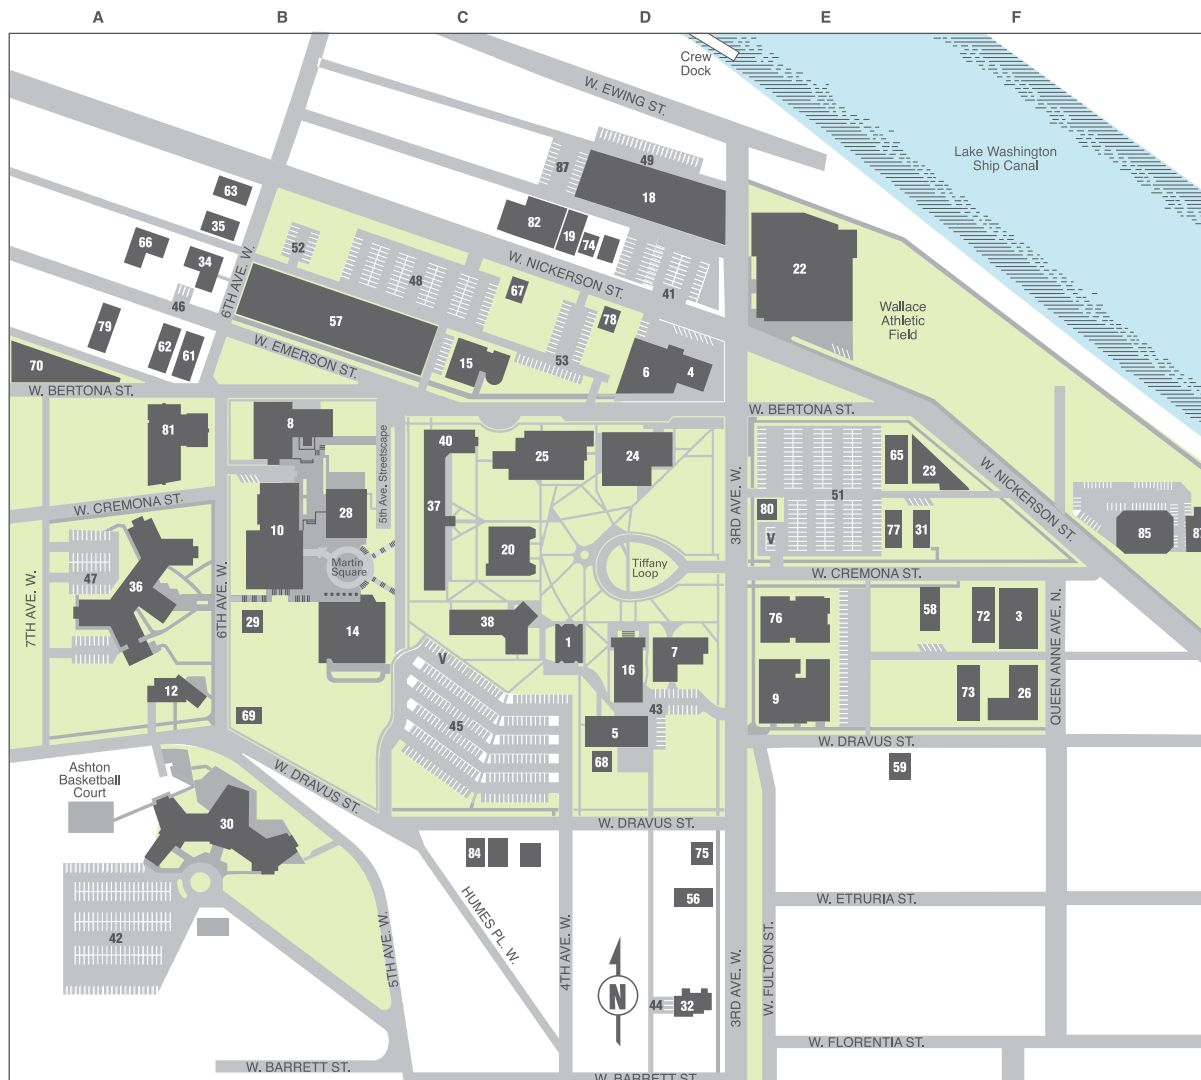 A B C D E F
Crew
Dock
W. EWING ST.
Lake Washington
Ship Canal
87
49
18
63
35
82
19
74
66
34
52
6TH AVE. W.
W. NICKERSON ST.
48
67
41
22
46
79
57
78
Wallace
Athletic
Field
62
61
W. EMERSON ST.
15
53
6
4
70
W. BERTONA ST.
W. BERTONA ST.
81
8
5th Ave. Streetscape
40
25
24
65
23
W. NICKERSON ST.
3RD AVE. W.
W. CREMONA ST.
10
28
37
51
80
V
77
31
85
20
47
36
Martin
Square
Tiffany
Loop
W. CREMONA ST.
7TH AVE. W.
6TH AVE. W.
29
14
38
1
16
7
76
58
72
3
QUEEN ANNE AVE. N.
V
12
69
45
43
5
68
9
73
26
W. DRAVUS ST.
59
Ashton
Basketball
Court
W. DRAVUS ST.
30
W. DRAVUS ST.
84
75
56
HUMES PL. W.
W. ETRURIA ST.
42
5TH AVE. W.
4TH AVE. W.
3RD AVE. W.
W. FULTON ST.
N
44
32
W. FLORENTIA ST.
W. BARRETT ST.
W. BARRETT ST.